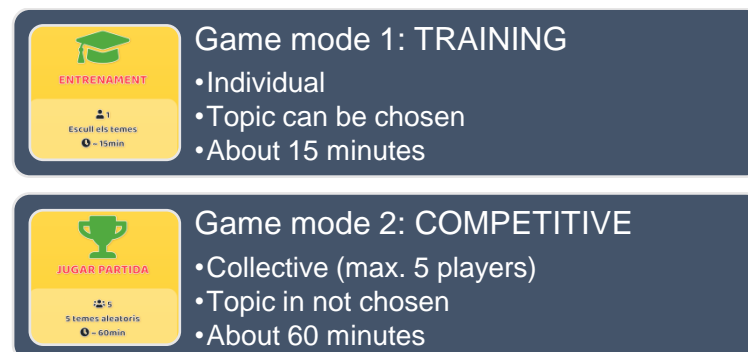 Game mode 1: TRAINING
•Individual
•Topic can be chosen
•About 15 minutes
ENTRENAMENT
1
Escull els temes
~ 15min
Game mode 2: COMPETITIVE
•Collective (max. 5 players)
•Topic in not chosen
•About 60 minutes
JUGAR PARTIDA
5
5 temes aleatoris
~ 60min